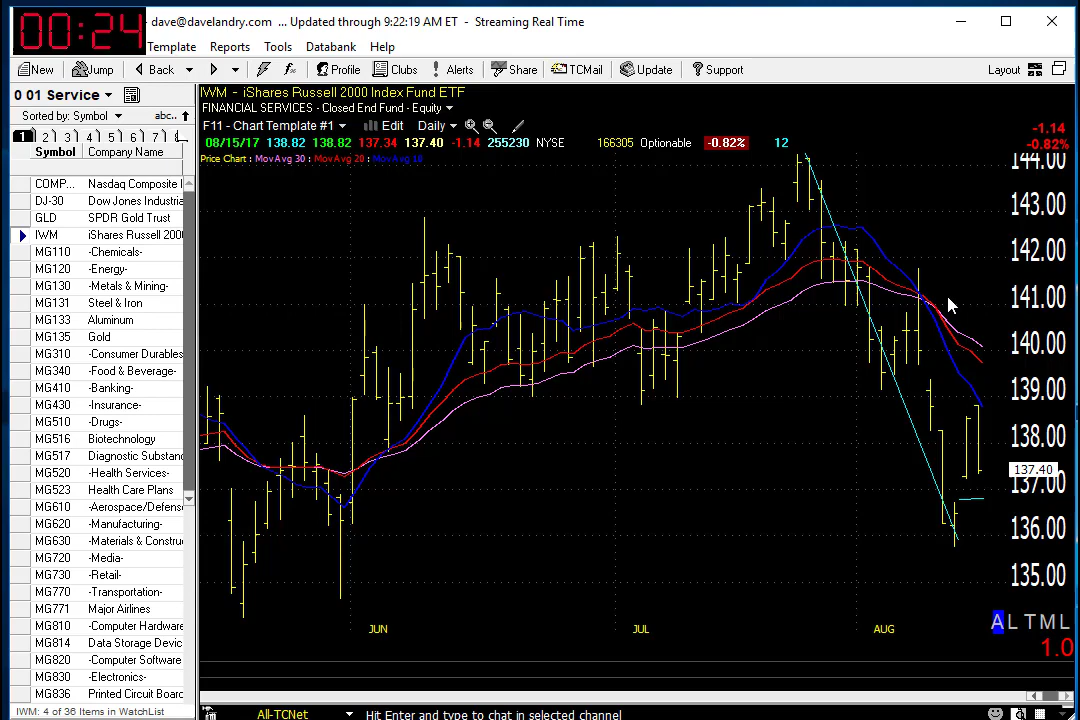 00:24
dave@davelandry.com ... Updated through 9:22:19 AM ET - Streaming Real Time
Template Reports Tools Databank Help
New Jump Back Profile Clubs Alerts Share TCMail Update Support Layout
0 01 Service
Sorted by: Symbol abc..
1 2 3 4 5 6 7
Symbol Company Name
COMP... Nasdaq Composite I
DJ-30 Dow Jones Industria
GLD SPDR Gold Trust
IWM iShares Russell 2000
MG110 -Chemicals-
MG120 -Energy-
MG130 -Metals & Mining-
MG131 Steel & Iron
MG133 Aluminum
MG135 Gold
MG310 -Consumer Durables
MG340 -Food & Beverage-
MG410 -Banking-
MG430 -Insurance-
MG510 -Drugs-
MG516 Biotechnology
MG517 Diagnostic Substanc
MG520 -Health Services-
MG523 Health Care Plans
MG610 -Aerospace/Defens
MG620 -Manufacturing-
MG630 -Materials & Constru
MG720 -Media-
MG730 -Retail-
MG770 -Transportation-
MG771 Major Airlines
MG810 -Computer Hardware
MG814 Data Storage Devic
MG820 -Computer Software
MG830 -Electronics-
MG836 Printed Circuit Board
IWM: 4 of 36 Items in WatchList
IWM - iShares Russell 2000 Index Fund ETF
FINANCIAL SERVICES - Closed End Fund - Equity
F11 - Chart Template #1 Edit Daily
08/15/17 138.82 138.82 137.34 137.40 -1.14 255230 NYSE 166305 Optionable -0.82% 12
Price Chart : MovAvg 30 : MovAvg 20 : MovAvg 10
-1.14
-0.82%
144.00
143.00
142.00
141.00
140.00
139.00
138.00
137.40
137.00
136.00
135.00
JUN JUL AUG
A L T M L
1.0
All-TCNet Hit Enter and type to chat in selected channel